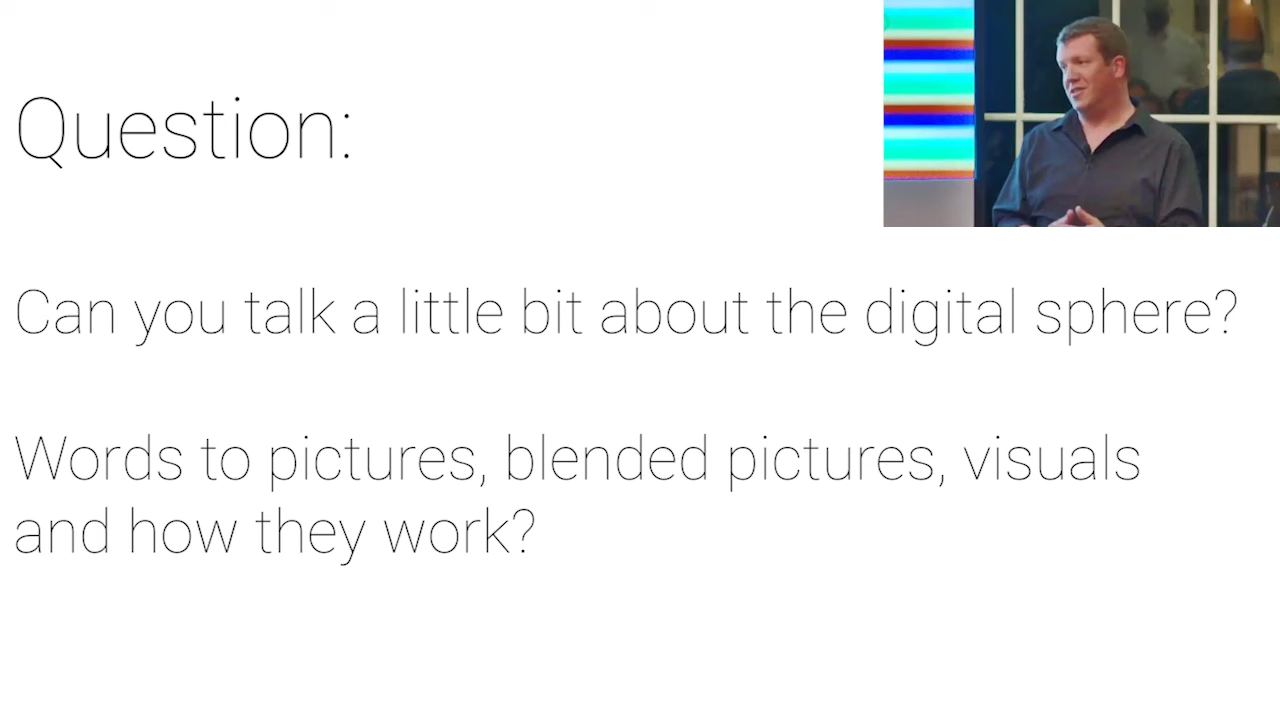 Question:
Can you talk a little bit about the digital sphere?
Words to pictures, blended pictures, visuals
and how they work?